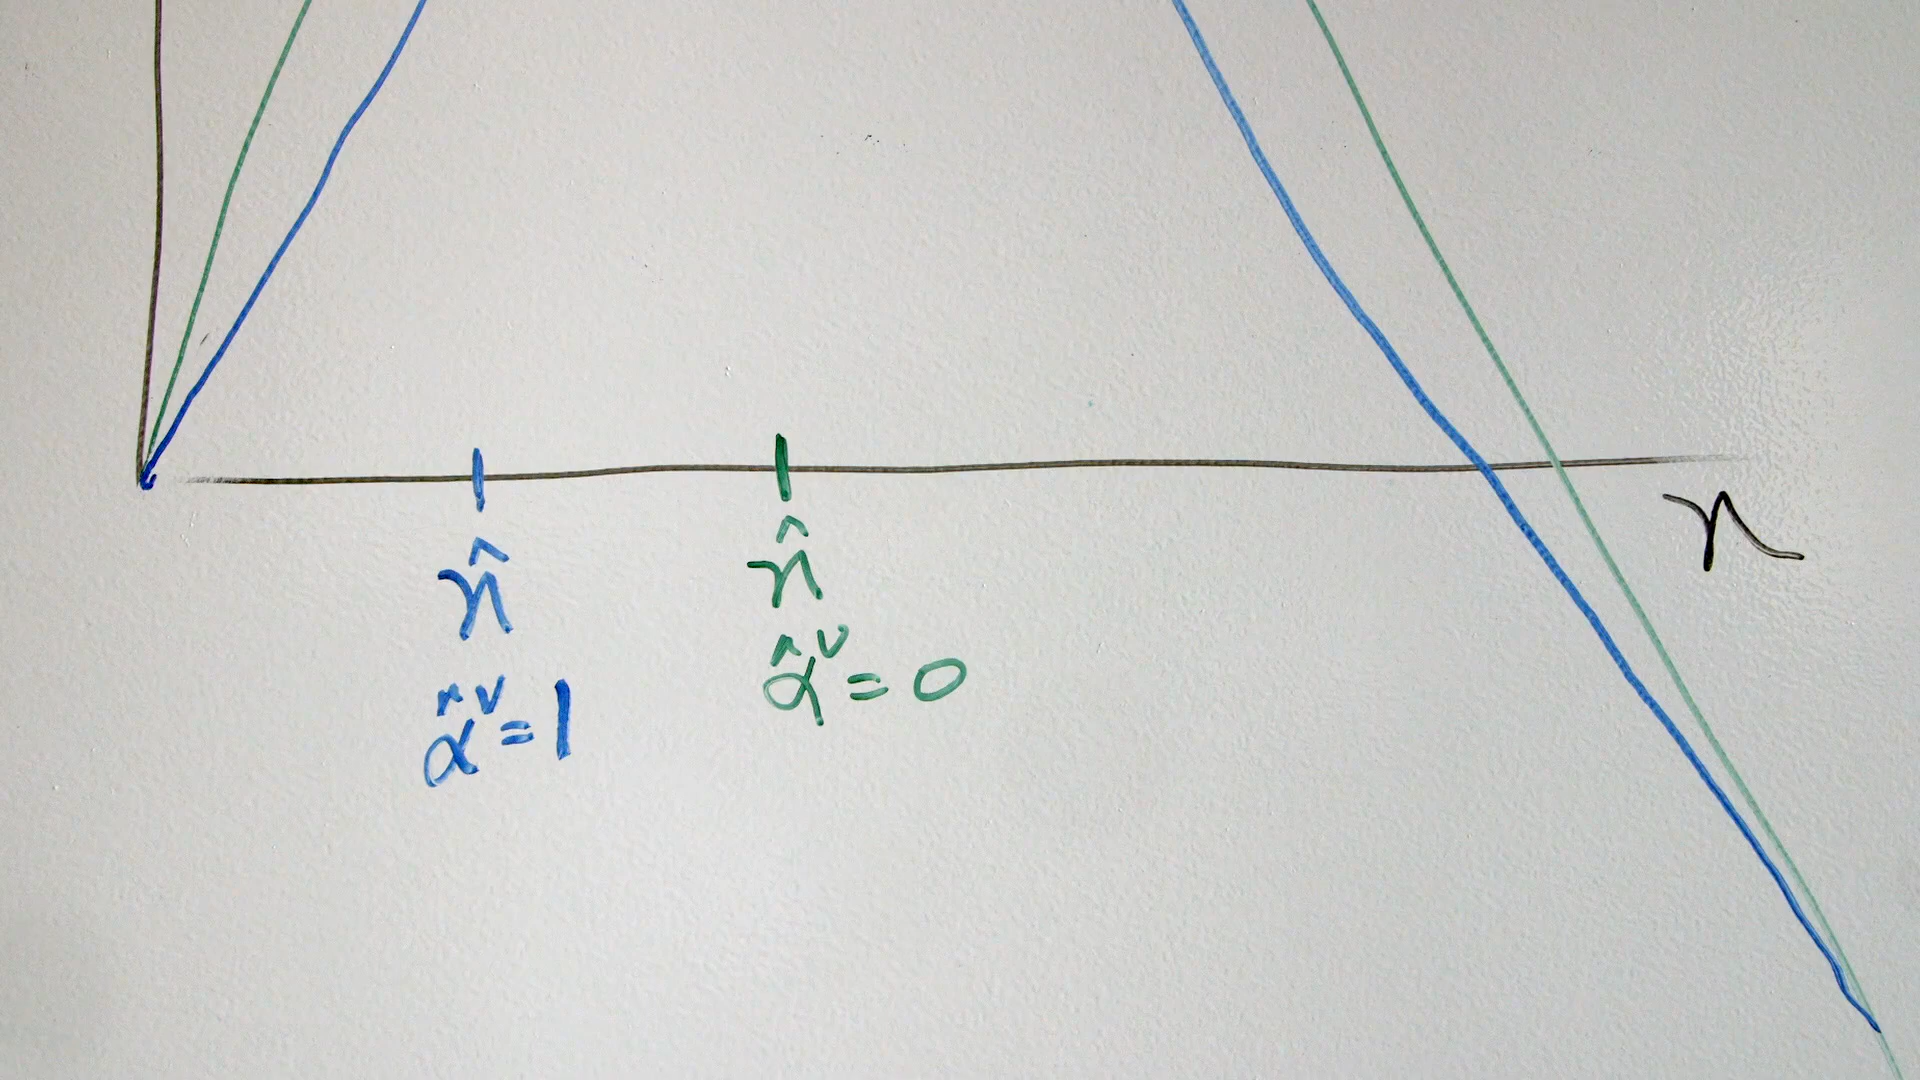 n
n̂
α̂ᵛ = 1
n̂
α̂ᵛ = 0